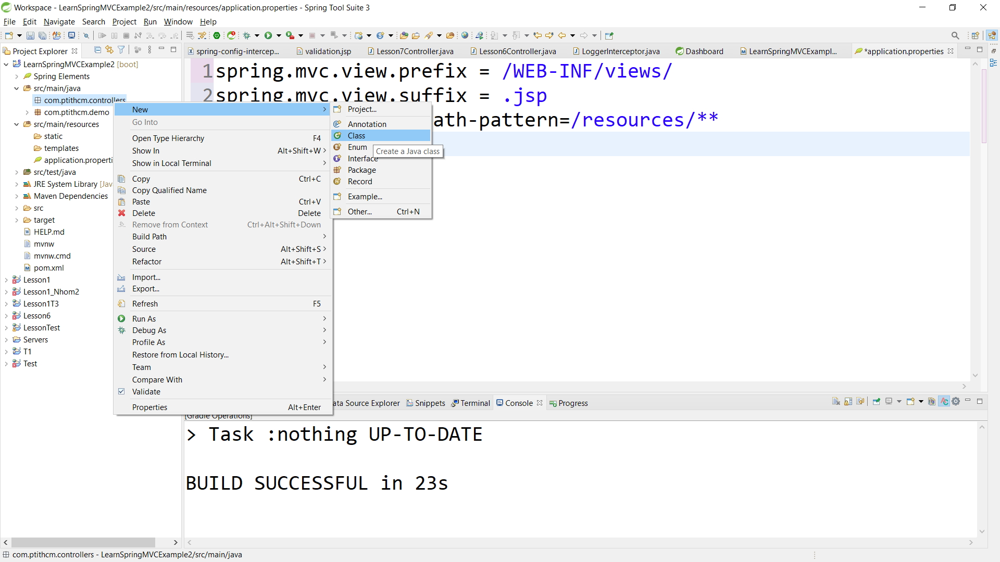 Workspace - LearnSpringMVCExample2/src/main/resources/application.properties - Spring Tool Suite 3
File Edit Navigate Search Project Run Window Help
Project Explorer
spring-config-intercep...
validation.jsp
Lesson7Controller.java
Lesson6Controller.java
LoggerInterceptor.java
Dashboard
LearnSpringMVCExampl...
*application.properties
LearnSpringMVCExample2 [boot]
Spring Elements
src/main/java
com.ptithcm.controllers
com.ptithcm.demo
src/main/resources
static
templates
application.properti
src/test/java
JRE System Library [Jav
Maven Dependencies
src
target
HELP.md
mvnw
mvnw.cmd
pom.xml
Lesson1
Lesson1_Nhom2
Lesson1T3
Lesson6
LessonTest
Servers
T1
Test
1 spring.mvc.view.prefix = /WEB-INF/views/
2 spring.mvc.view.suffix = .jsp
ath-pattern=/resources/**
New
Go Into
Open Type Hierarchy F4
Show In Alt+Shift+W
Show in Local Terminal
Copy Ctrl+C
Copy Qualified Name
Paste Ctrl+V
Delete Delete
Remove from Context Ctrl+Alt+Shift+Down
Build Path
Source Alt+Shift+S
Refactor Alt+Shift+T
Import...
Export...
Refresh F5
Run As
Debug As
Profile As
Restore from Local History...
Team
Compare With
Validate
Properties Alt+Enter
Project...
Annotation
Class
Enum
Interface
Package
Record
Example...
Other... Ctrl+N
Create a Java class
ata Source Explorer
Snippets
Terminal
Console
Progress
[Gradle Operations]
> Task :nothing UP-TO-DATE
BUILD SUCCESSFUL in 23s
com.ptithcm.controllers - LearnSpringMVCExample2/src/main/java